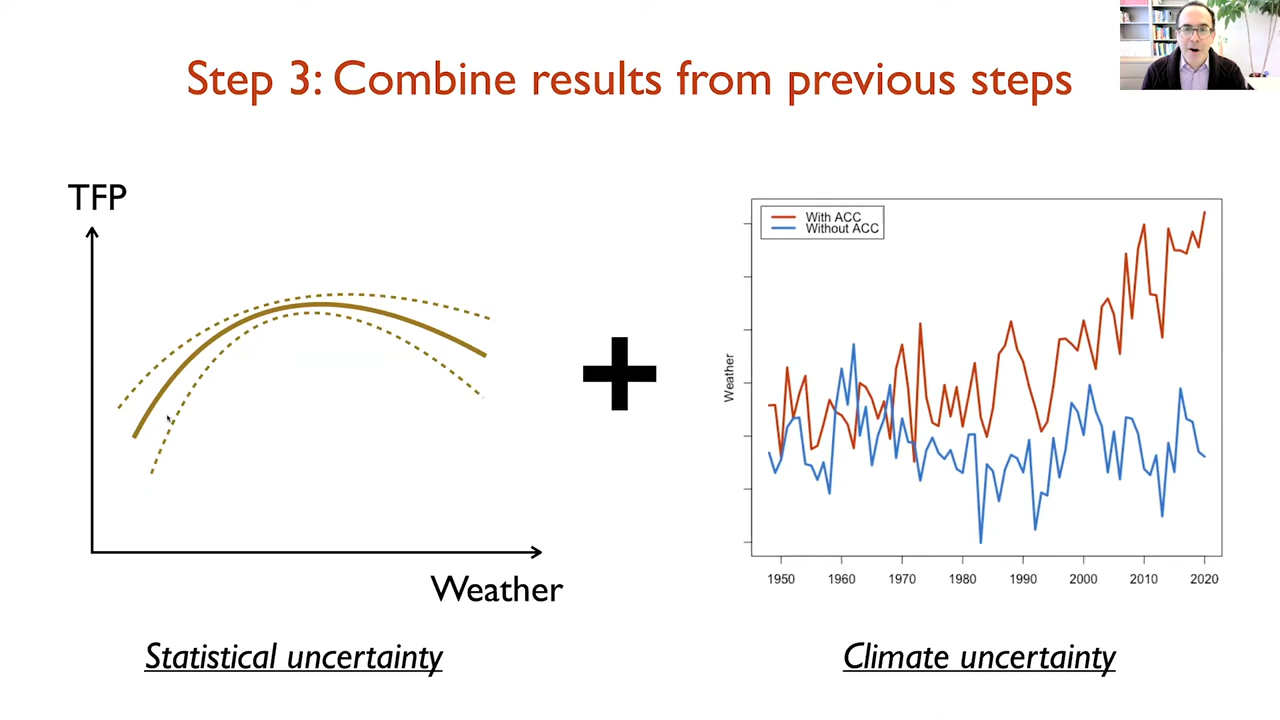 Step 3: Combine results from previous steps
TFP
Weather
Statistical uncertainty
With ACC
Without ACC
Weather
1950 1960 1970 1980 1990 2000 2010 2020
Climate uncertainty